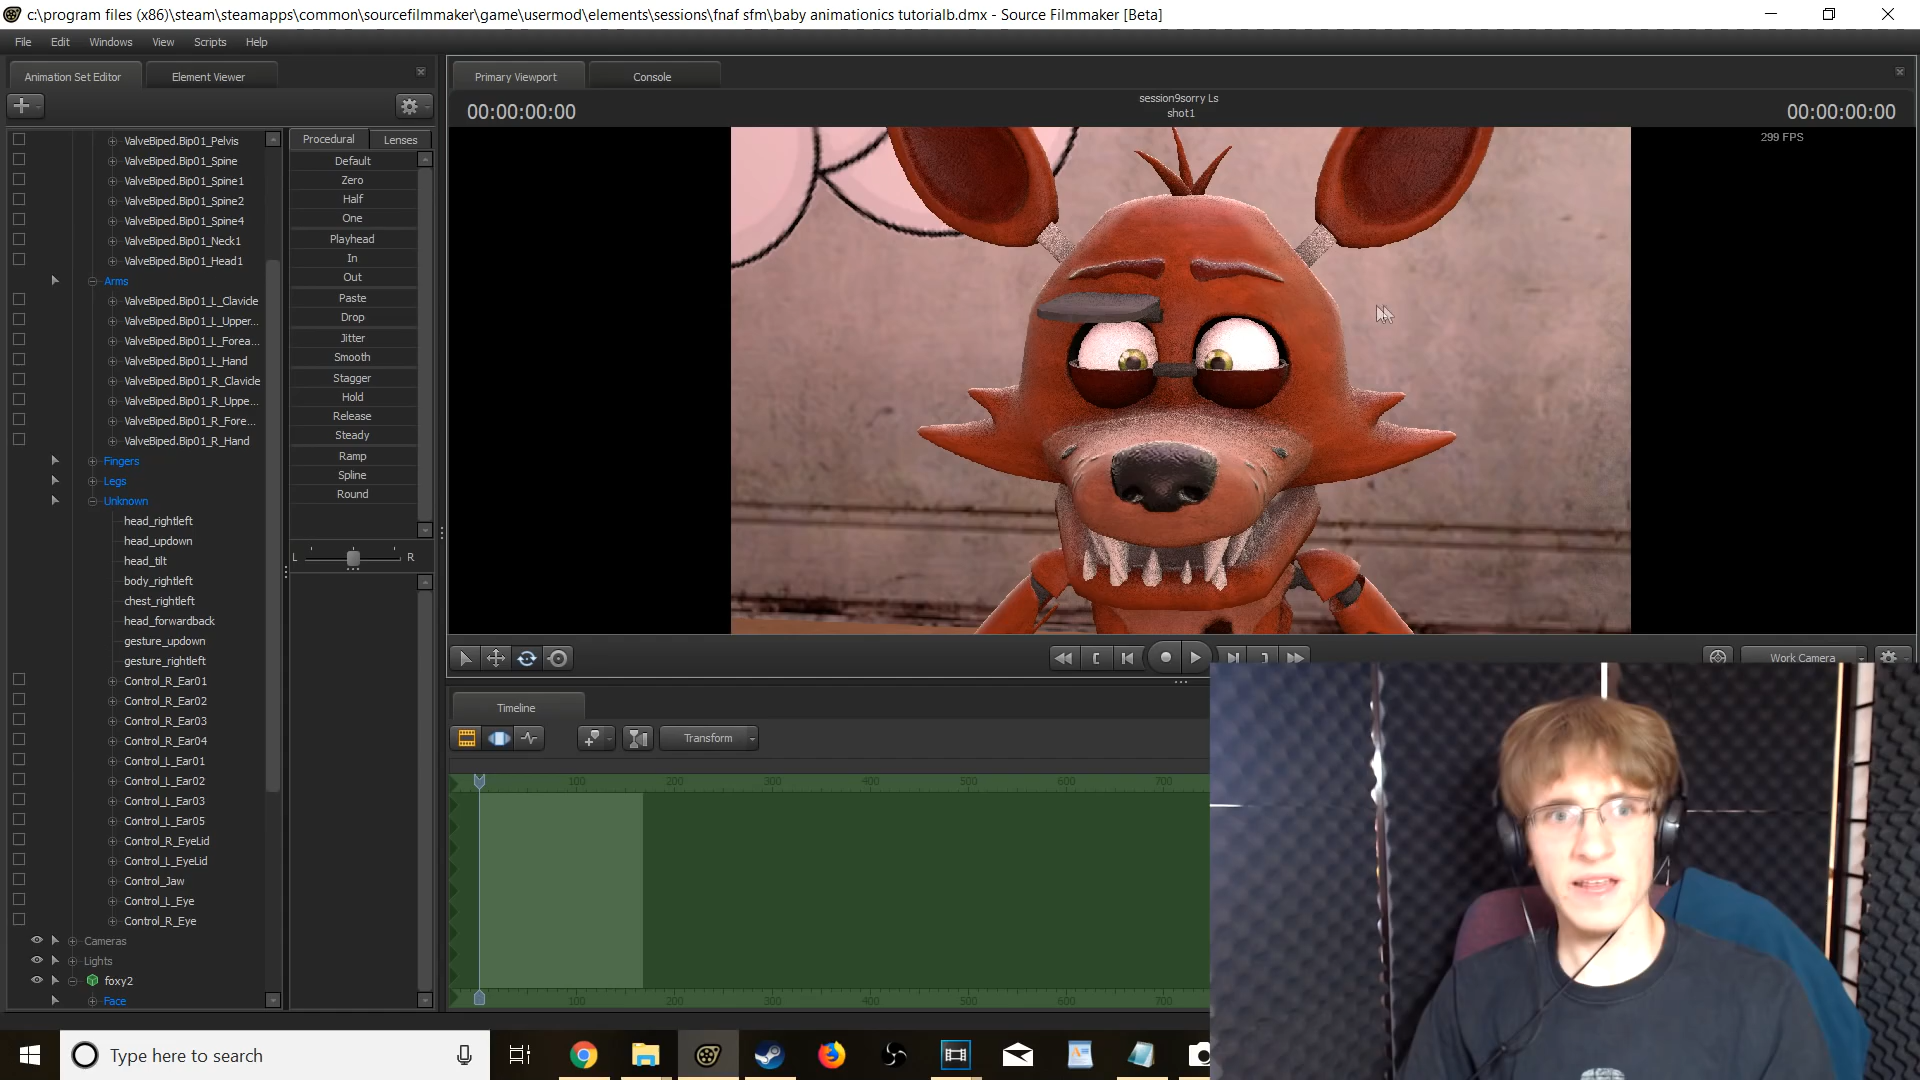 c:\program files (x86)\steam\steamapps\common\sourcefilmmaker\game\usermod\elements\sessions\fnaf sfm\baby animationics tutorialb.dmx - Source Filmmaker [Beta]
File Edit Windows View Scripts Help
Animation Set Editor Element Viewer
Primary Viewport Console
00:00:00:00
session9sorry Ls
shot1
00:00:00:00
299 FPS
ValveBiped.Bip01_Pelvis
ValveBiped.Bip01_Spine
ValveBiped.Bip01_Spine1
ValveBiped.Bip01_Spine2
ValveBiped.Bip01_Spine4
ValveBiped.Bip01_Neck1
ValveBiped.Bip01_Head1
Arms
ValveBiped.Bip01_L_Clavicle
ValveBiped.Bip01_L_Upper...
ValveBiped.Bip01_L_Forea...
ValveBiped.Bip01_L_Hand
ValveBiped.Bip01_R_Clavicle
ValveBiped.Bip01_R_Uppe...
ValveBiped.Bip01_R_Fore...
ValveBiped.Bip01_R_Hand
Fingers
Legs
Unknown
head_rightleft
head_updown
head_tilt
body_rightleft
chest_rightleft
head_forwardback
gesture_updown
gesture_rightleft
Control_R_Ear01
Control_R_Ear02
Control_R_Ear03
Control_R_Ear04
Control_L_Ear01
Control_L_Ear02
Control_L_Ear03
Control_L_Ear05
Control_R_EyeLid
Control_L_EyeLid
Control_Jaw
Control_L_Eye
Control_R_Eye
Cameras
Lights
foxy2
Face
Procedural Lenses
Default
Zero
Half
One
Playhead
In
Out
Paste
Drop
Jitter
Smooth
Stagger
Hold
Release
Steady
Ramp
Spline
Round
L R
Work Camera
Timeline
Transform
100 200 300 400 500 600 700
100 200 300 400 500 600 700
Type here to search